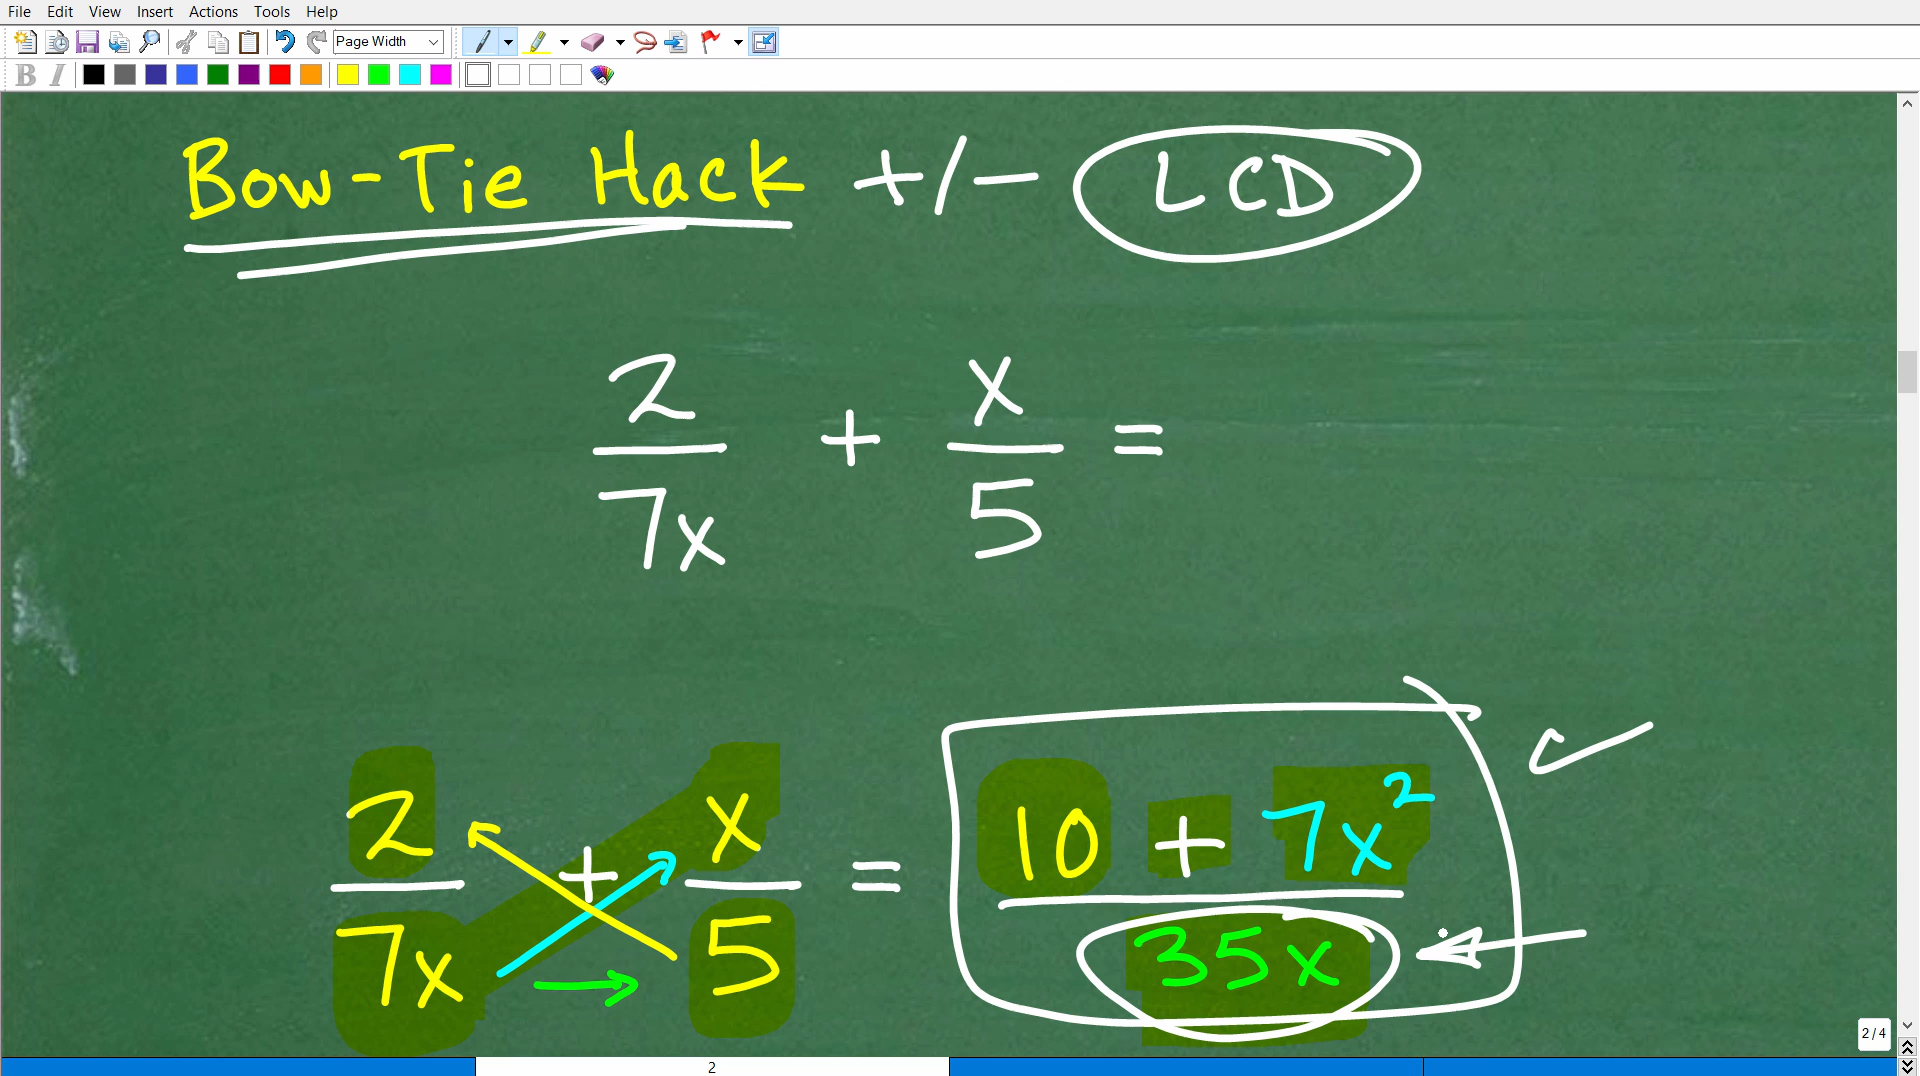 File Edit View Insert Actions Tools Help
Page Width
B I
Bow-Tie Hack +/- LCD
2/7x + x/5 =
2/7x + x/5 = 10 + 7x²/35x
2/4
2